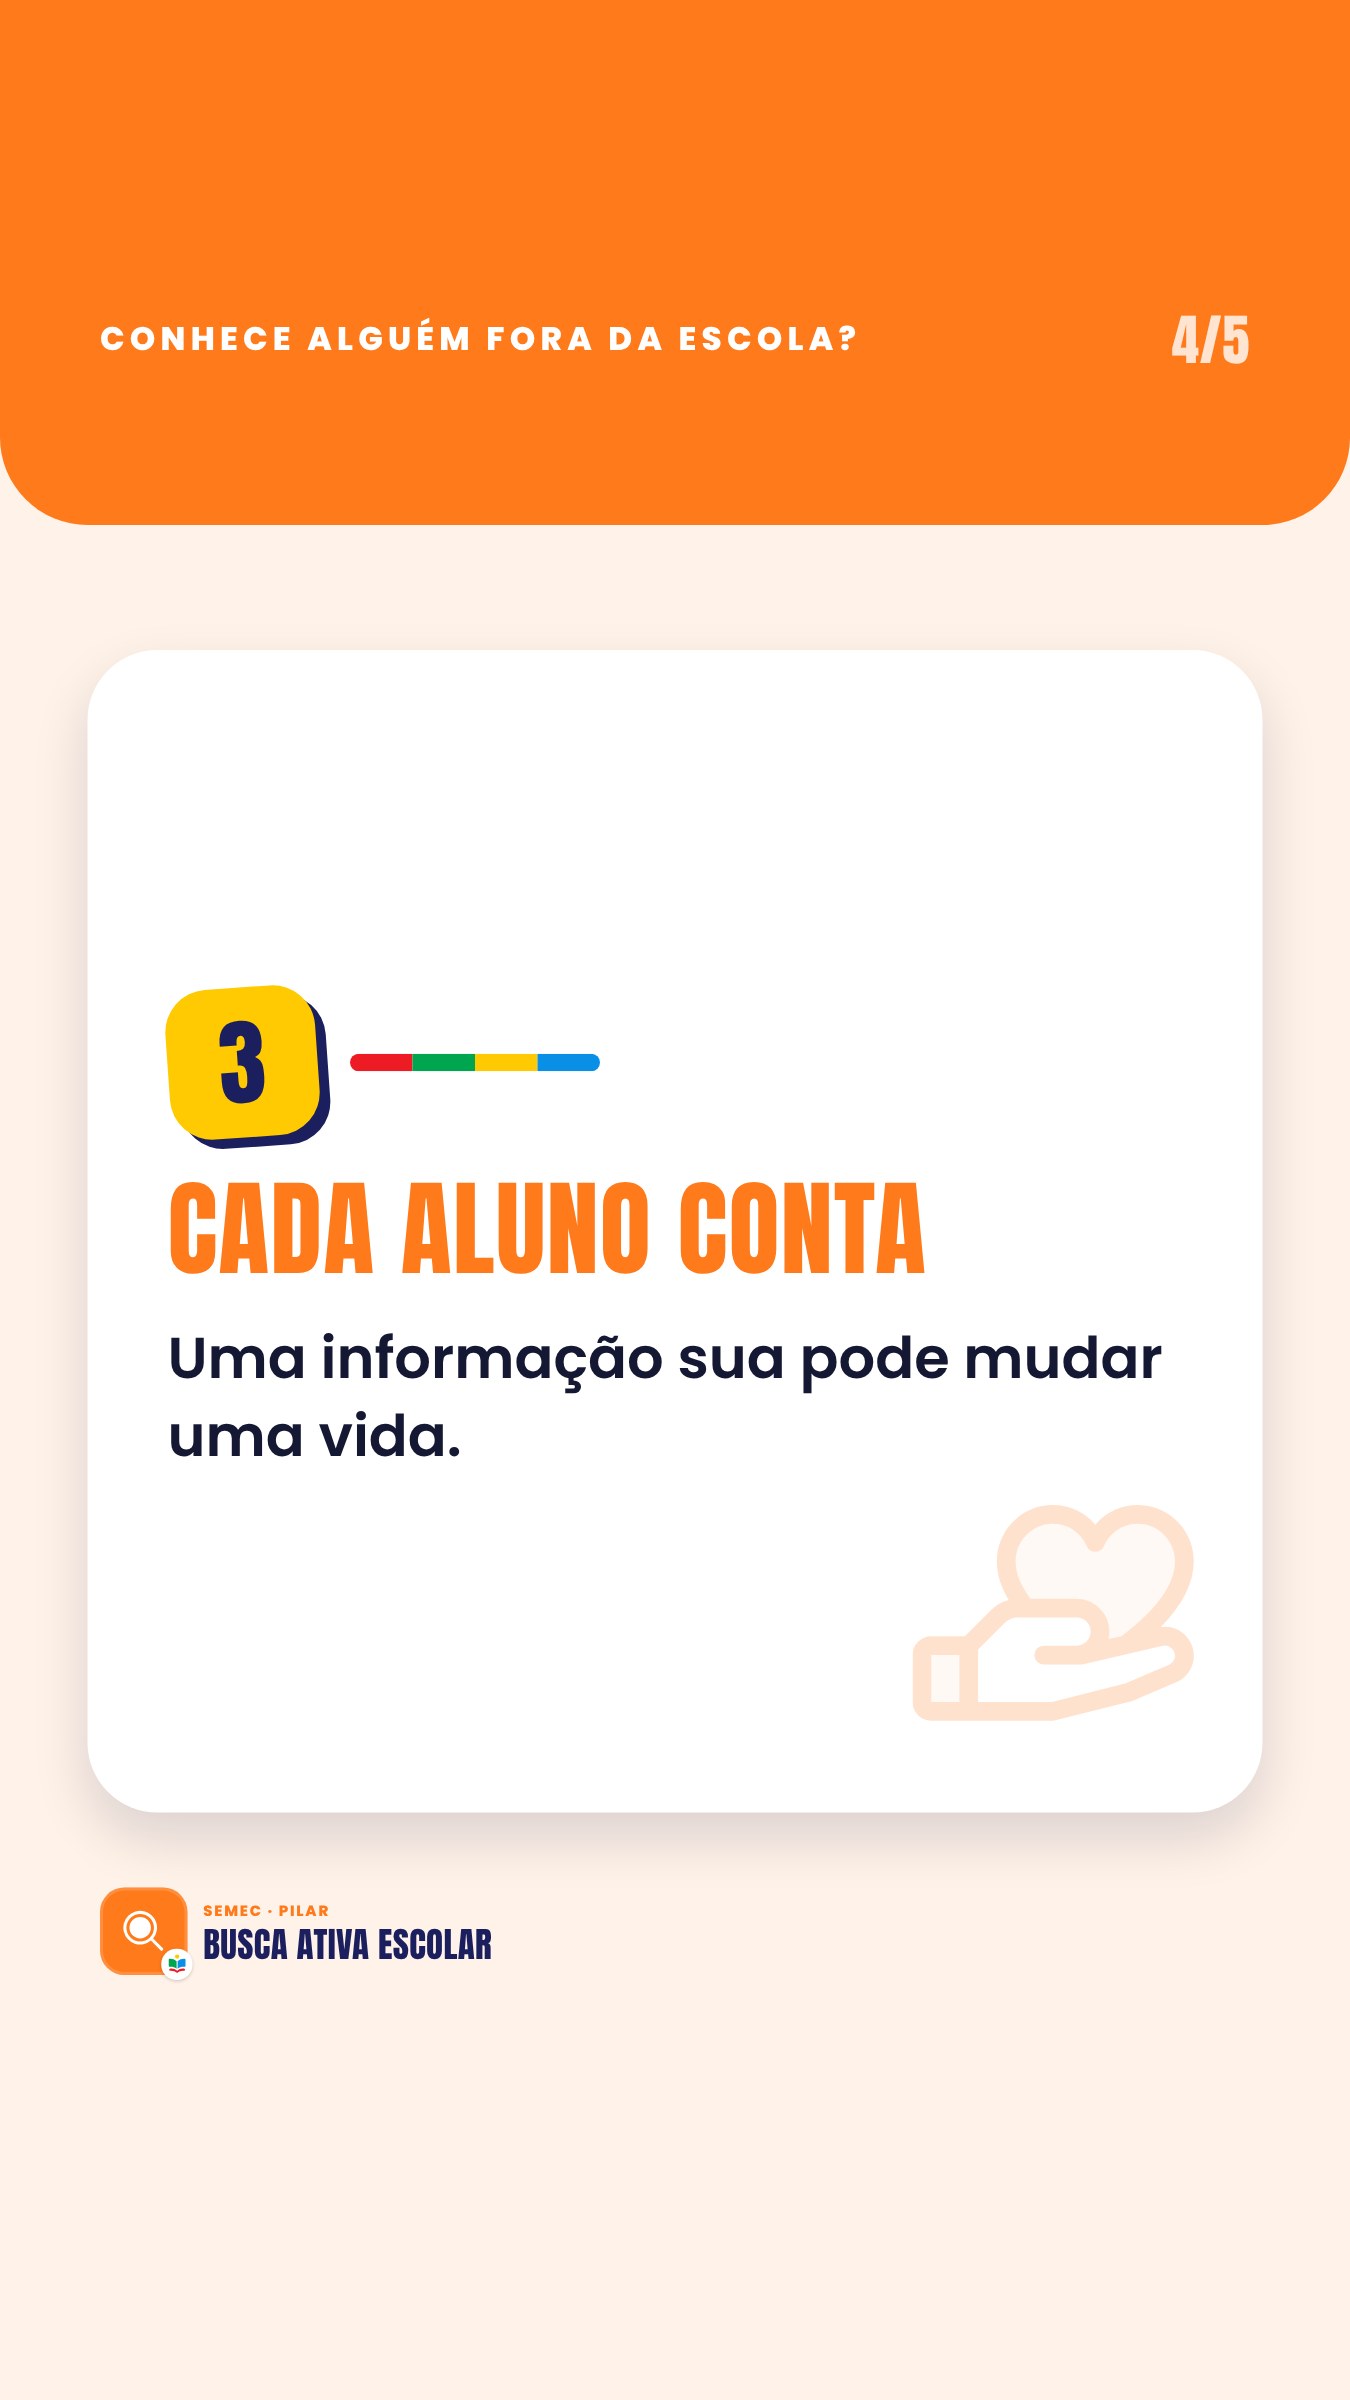 CONHECE ALGUÉM FORA DA ESCOLA?
4/5
3
CADA ALUNO CONTA
Uma informação sua pode mudar
uma vida.
SEMEC · PILAR
BUSCA ATIVA ESCOLAR